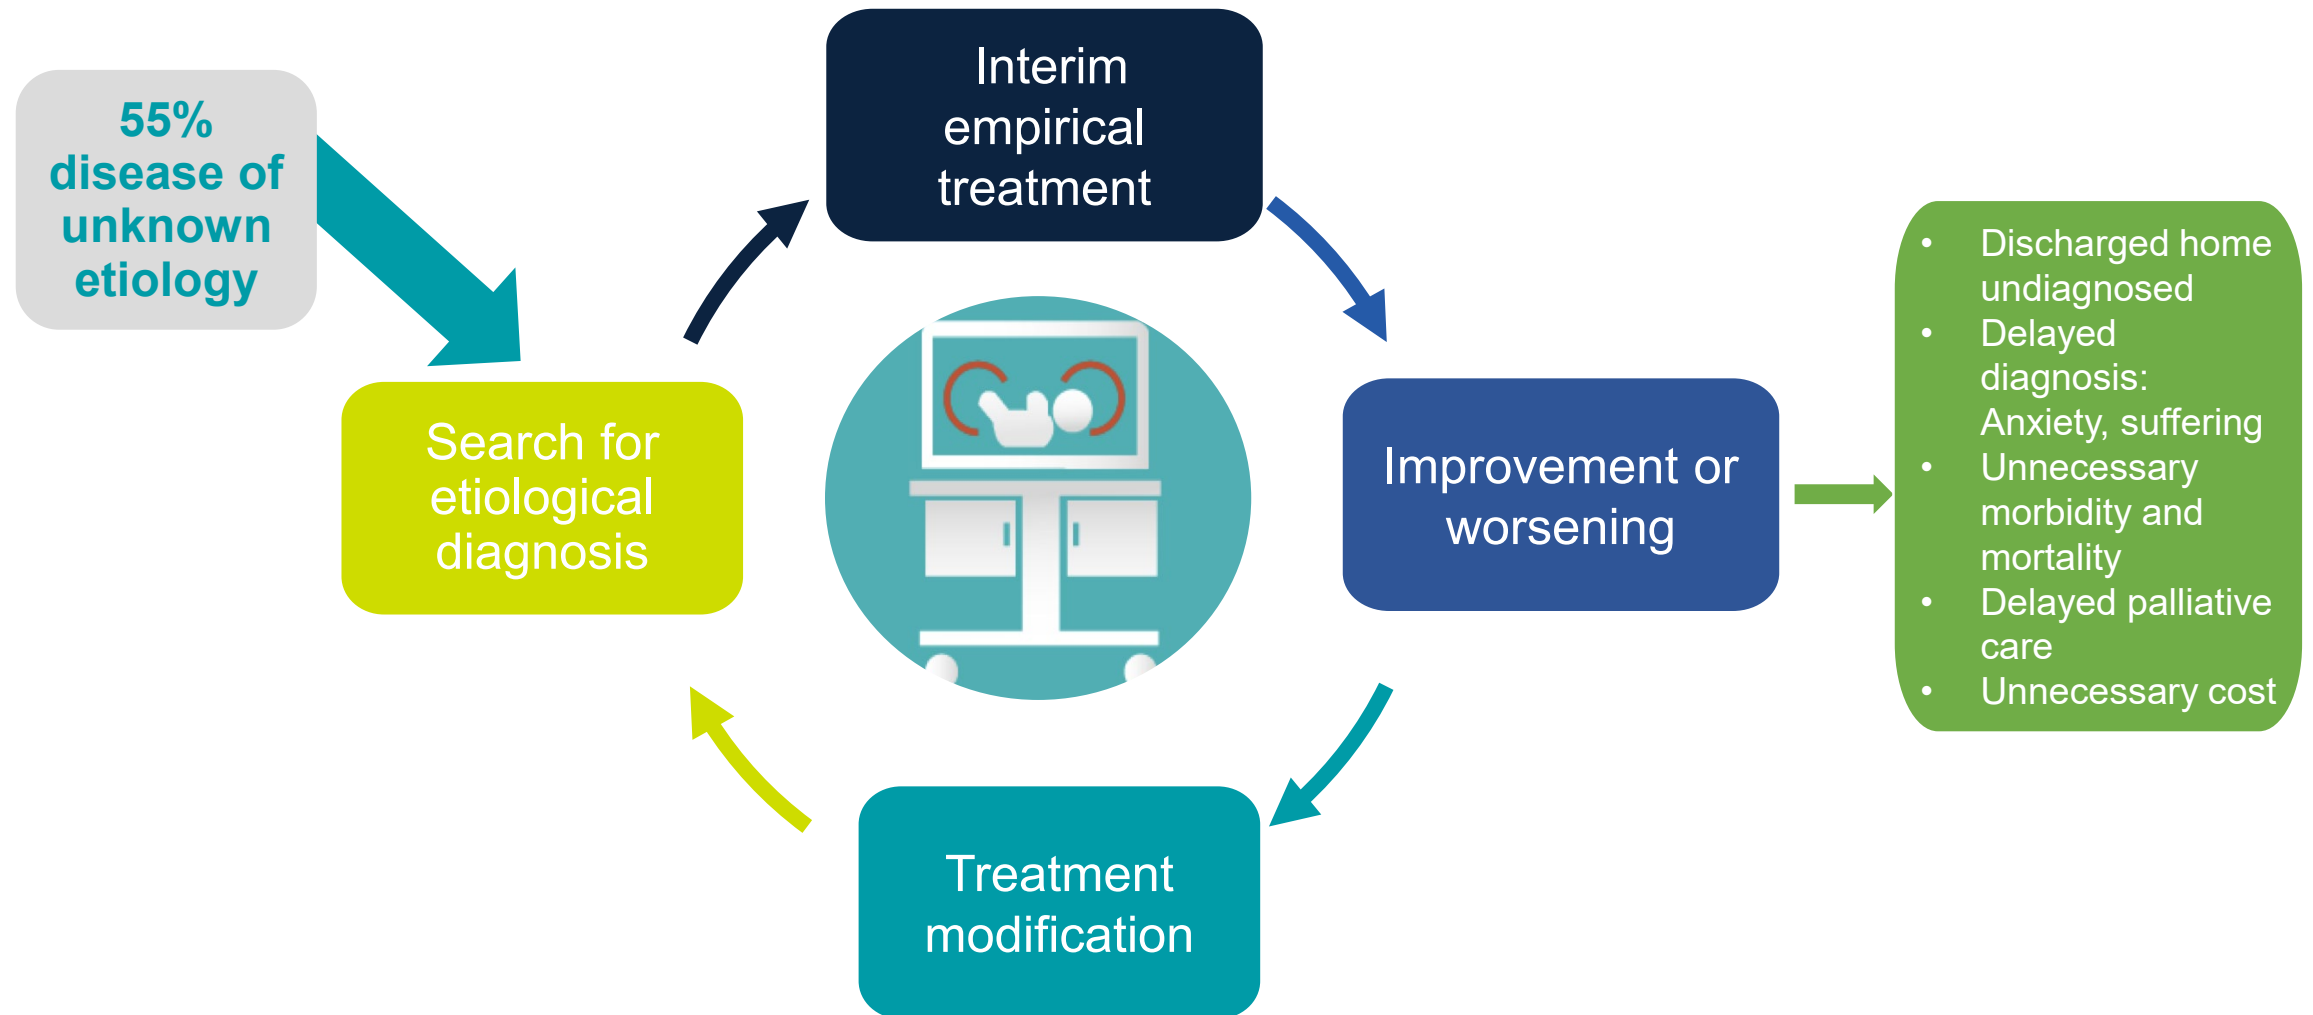 55%
disease of
unknown
etiology
Interim
empirical
treatment
Search for
etiological
diagnosis
Improvement or
worsening
Treatment
modification
• Discharged home
undiagnosed
• Delayed
diagnosis:
Anxiety, suffering
• Unnecessary
morbidity and
mortality
• Delayed palliative
care
• Unnecessary cost